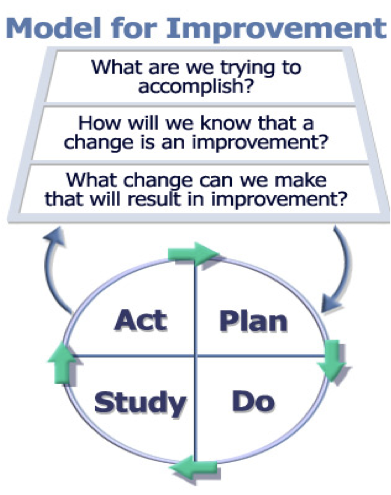 Model for Improvement
What are we trying to
accomplish?
How will we know that a
change is an improvement?
What change can we make
that will result in improvement?
Act
Plan
Study
Do